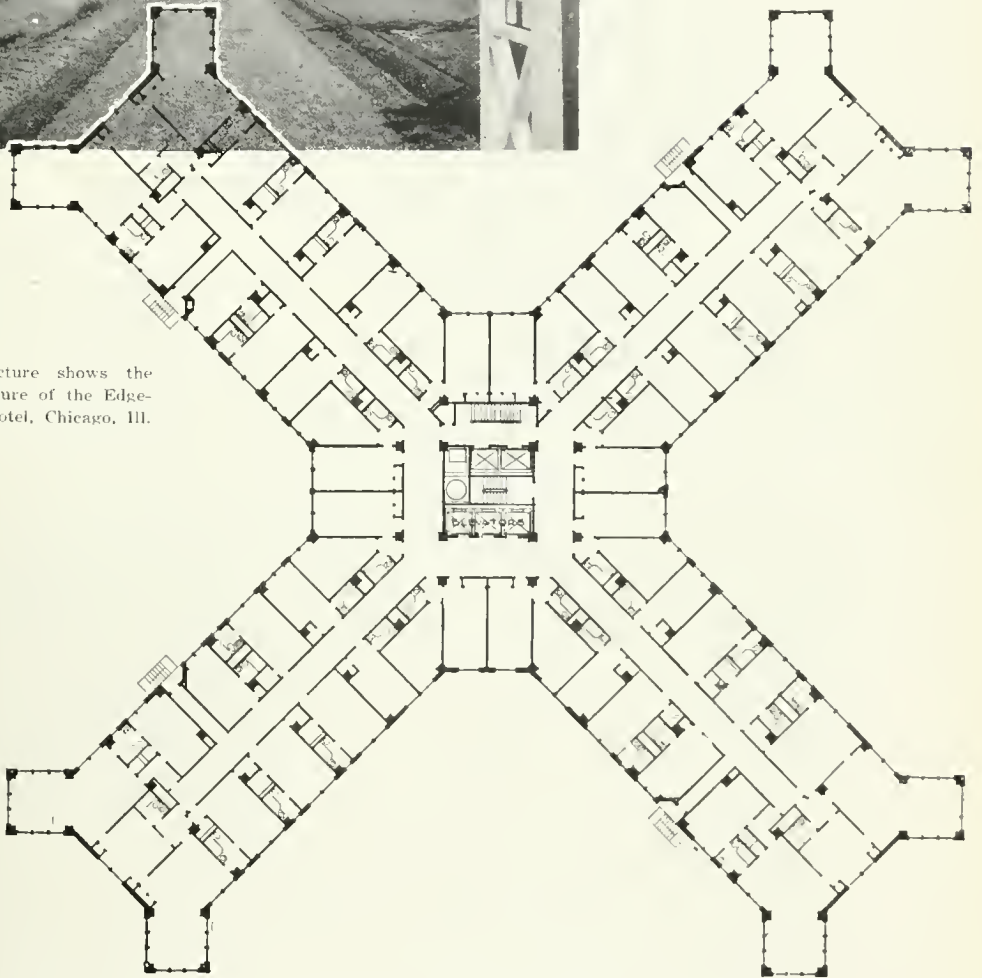 cture shows the
ure of the Edge-
otel, Chicago, Ill.
ELEVATORS